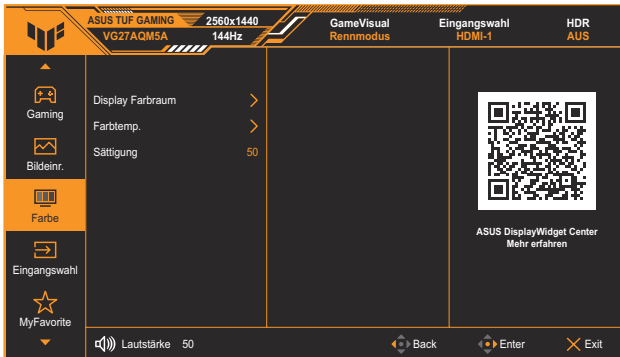 ASUS TUF GAMING 2560x1440 GameVisual Eingangswahl HDR
VG27AQM5A 144Hz Rennmodus HDMI-1 AUS
Gaming
Bildeinr.
Farbe
Eingangswahl
MyFavorite
Display Farbraum
Farbtemp.
Sättigung 50
ASUS DisplayWidget Center
Mehr erfahren
Lautstärke 50 Back Enter Exit